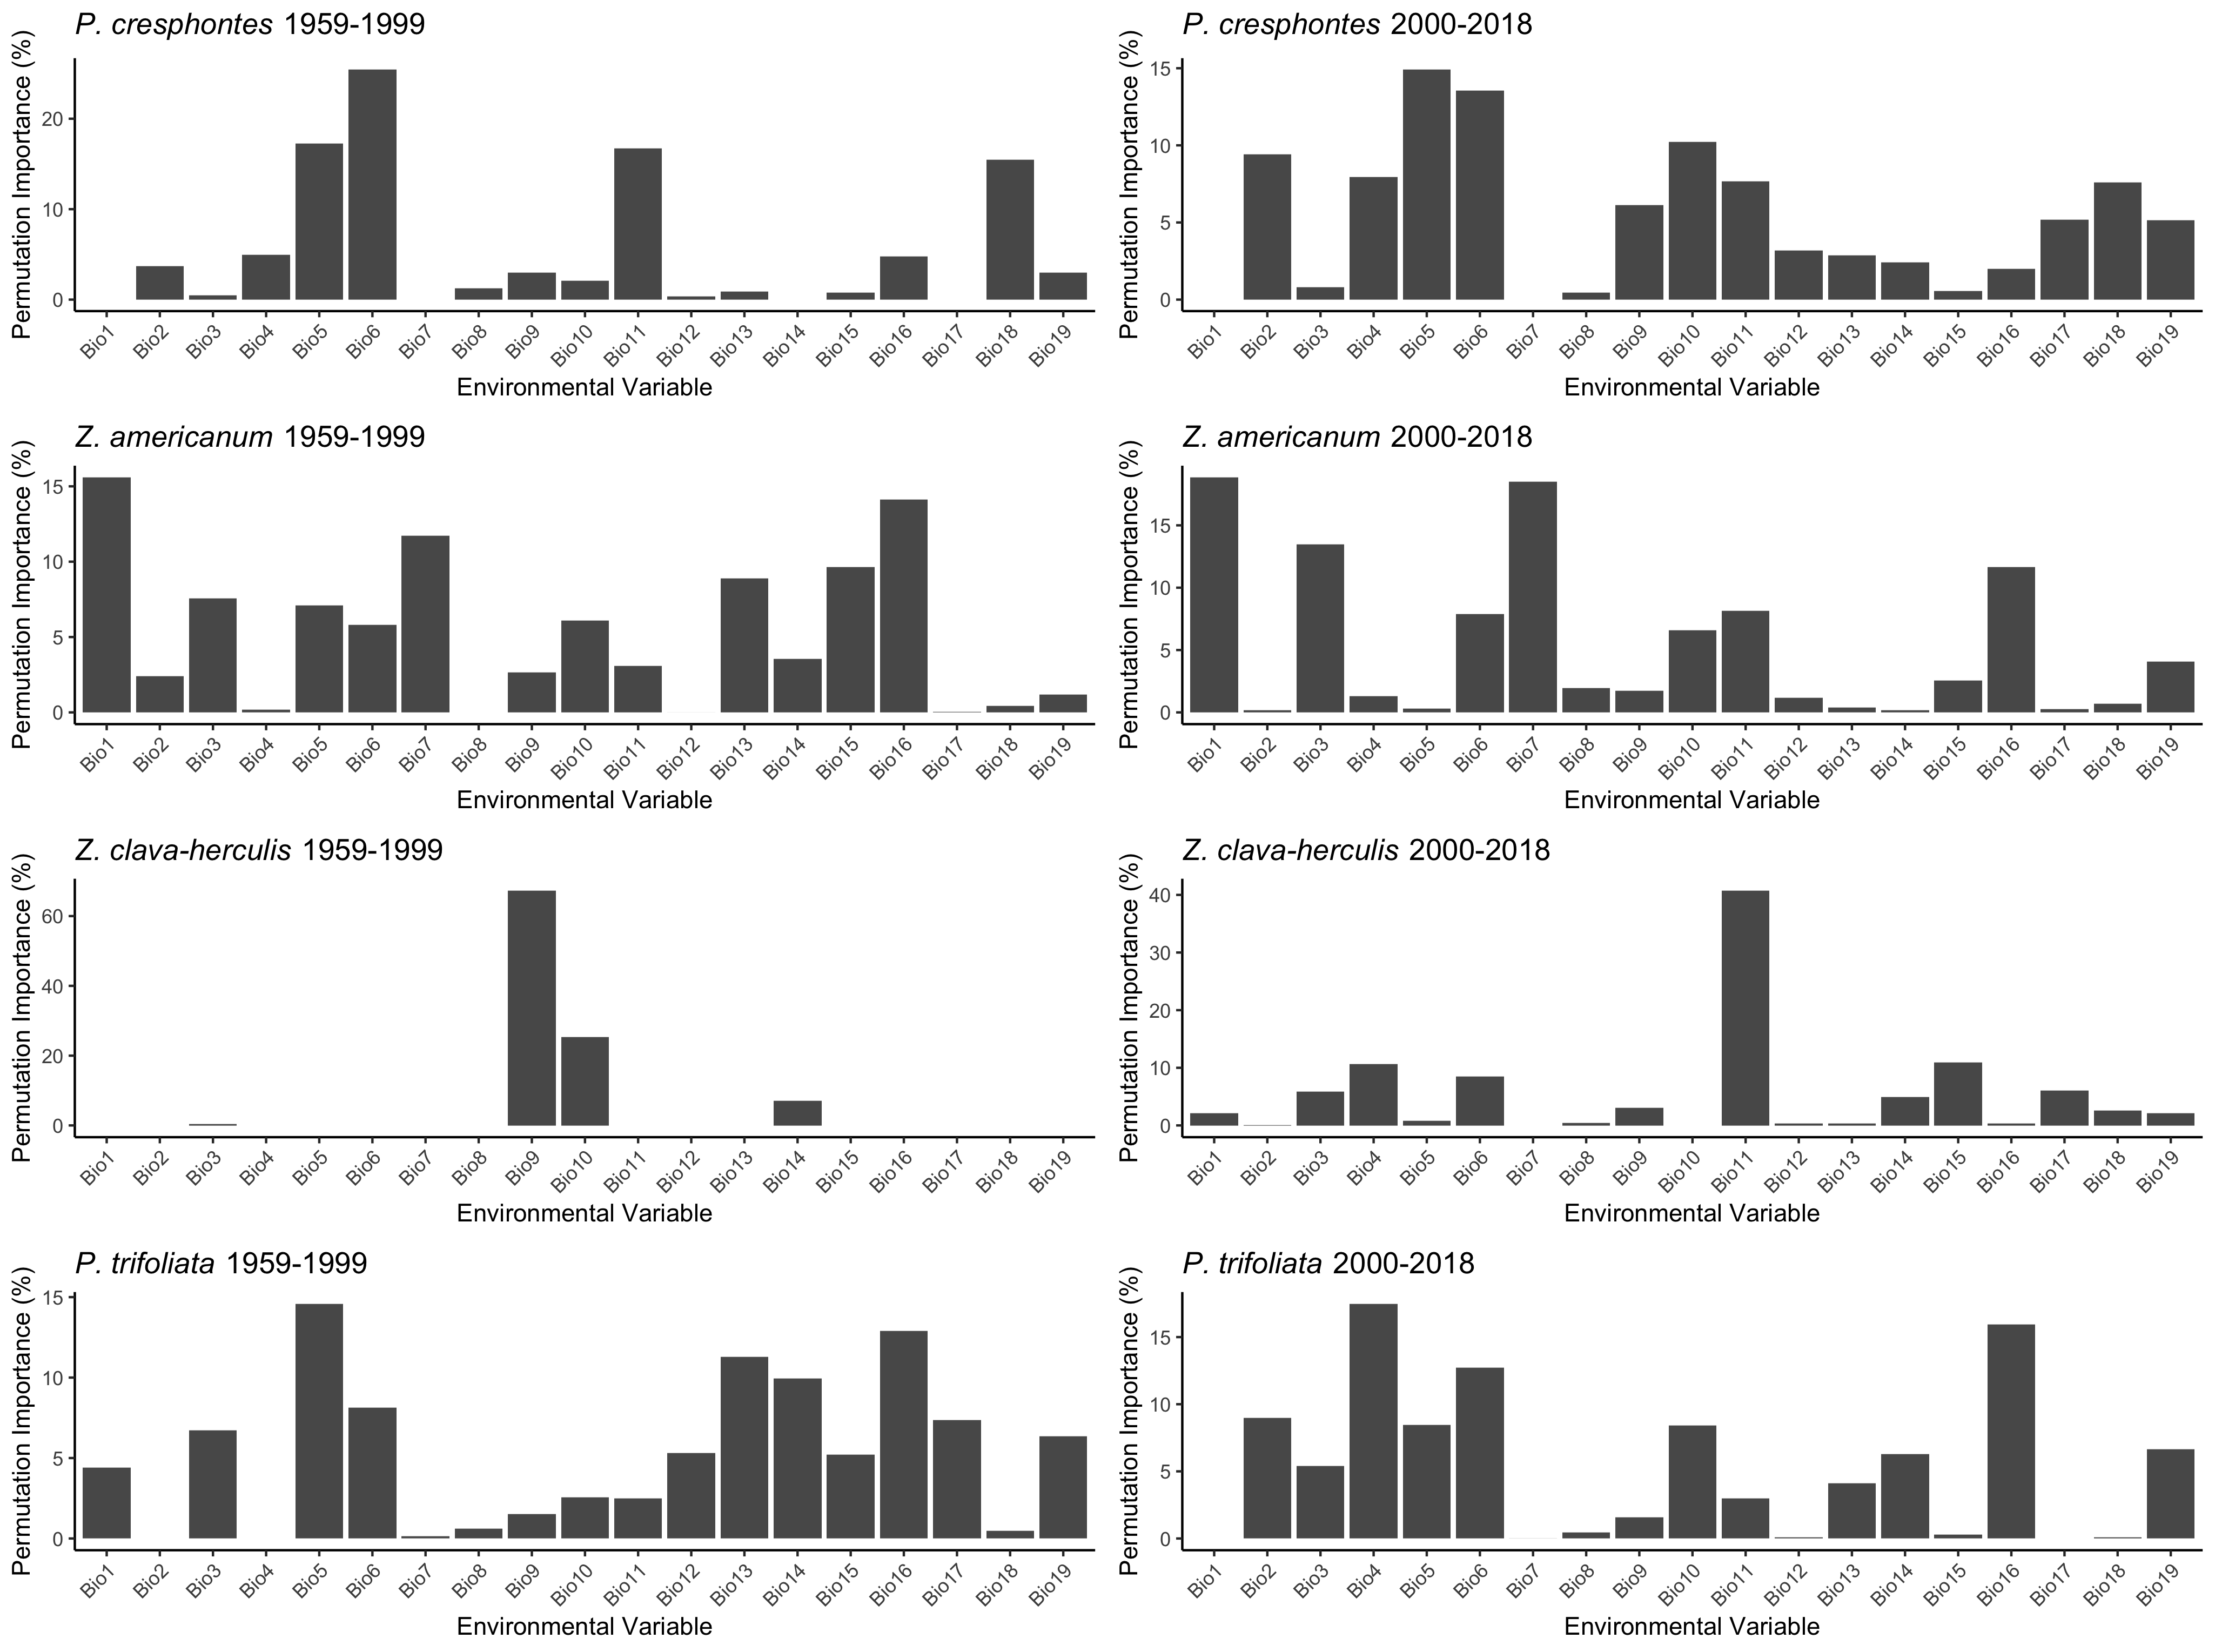 P. cresphontes 1959-1999
Permutation Importance (%)
20
10
0
Bio1 Bio2 Bio3 Bio4 Bio5 Bio6 Bio7 Bio8 Bio9 Bio10 Bio11 Bio12 Bio13 Bio14 Bio15 Bio16 Bio17 Bio18 Bio19
Environmental Variable
P. cresphontes 2000-2018
Permutation Importance (%)
15
10
5
0
Bio1 Bio2 Bio3 Bio4 Bio5 Bio6 Bio7 Bio8 Bio9 Bio10 Bio11 Bio12 Bio13 Bio14 Bio15 Bio16 Bio17 Bio18 Bio19
Environmental Variable
Z. americanum 1959-1999
Permutation Importance (%)
15
10
5
0
Bio1 Bio2 Bio3 Bio4 Bio5 Bio6 Bio7 Bio8 Bio9 Bio10 Bio11 Bio12 Bio13 Bio14 Bio15 Bio16 Bio17 Bio18 Bio19
Environmental Variable
Z. americanum 2000-2018
Permutation Importance (%)
15
10
5
0
Bio1 Bio2 Bio3 Bio4 Bio5 Bio6 Bio7 Bio8 Bio9 Bio10 Bio11 Bio12 Bio13 Bio14 Bio15 Bio16 Bio17 Bio18 Bio19
Environmental Variable
Z. clava-herculis 1959-1999
Permutation Importance (%)
60
40
20
0
Bio1 Bio2 Bio3 Bio4 Bio5 Bio6 Bio7 Bio8 Bio9 Bio10 Bio11 Bio12 Bio13 Bio14 Bio15 Bio16 Bio17 Bio18 Bio19
Environmental Variable
Z. clava-herculis 2000-2018
Permutation Importance (%)
40
30
20
10
0
Bio1 Bio2 Bio3 Bio4 Bio5 Bio6 Bio7 Bio8 Bio9 Bio10 Bio11 Bio12 Bio13 Bio14 Bio15 Bio16 Bio17 Bio18 Bio19
Environmental Variable
P. trifoliata 1959-1999
Permutation Importance (%)
15
10
5
0
Bio1 Bio2 Bio3 Bio4 Bio5 Bio6 Bio7 Bio8 Bio9 Bio10 Bio11 Bio12 Bio13 Bio14 Bio15 Bio16 Bio17 Bio18 Bio19
Environmental Variable
P. trifoliata 2000-2018
Permutation Importance (%)
15
10
5
0
Bio1 Bio2 Bio3 Bio4 Bio5 Bio6 Bio7 Bio8 Bio9 Bio10 Bio11 Bio12 Bio13 Bio14 Bio15 Bio16 Bio17 Bio18 Bio19
Environmental Variable